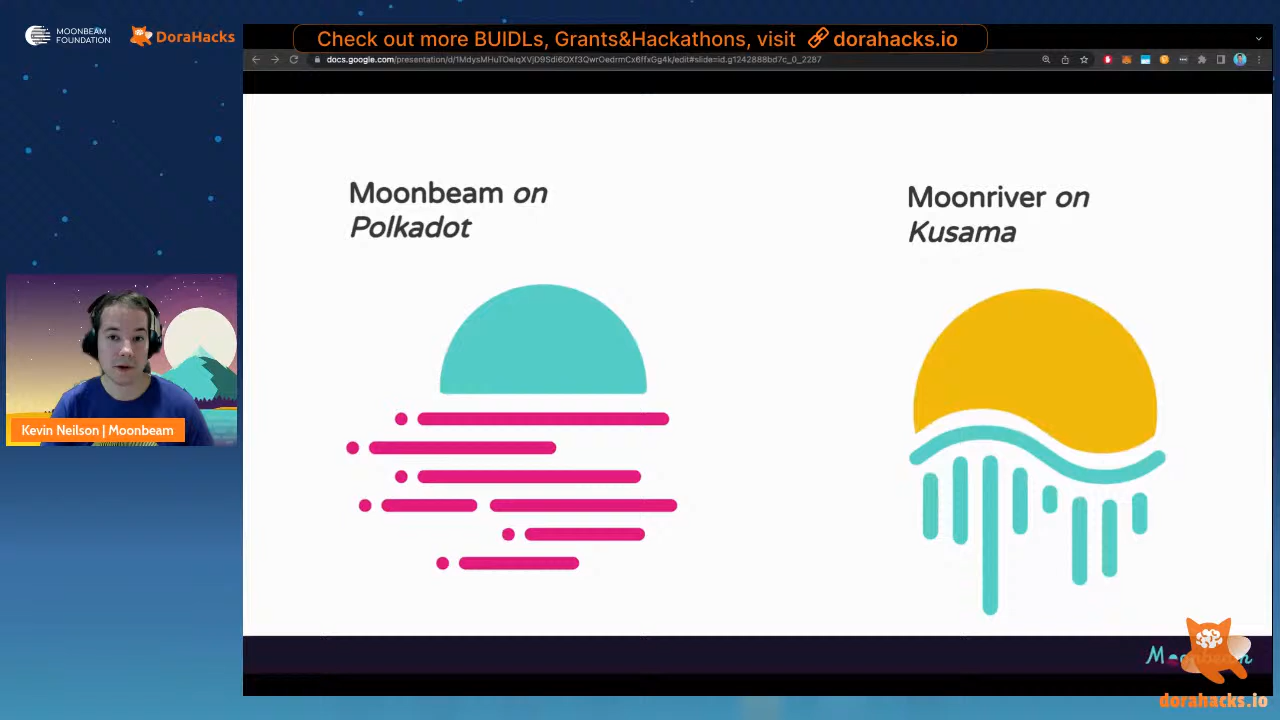 MOONBEAM
FOUNDATION
DoraHacks
Check out more BUIDLs, Grants&Hackathons, visit dorahacks.io
Moonbeam on
Polkadot
Moonriver on
Kusama
Kevin Neilson | Moonbeam
dorahacks.io